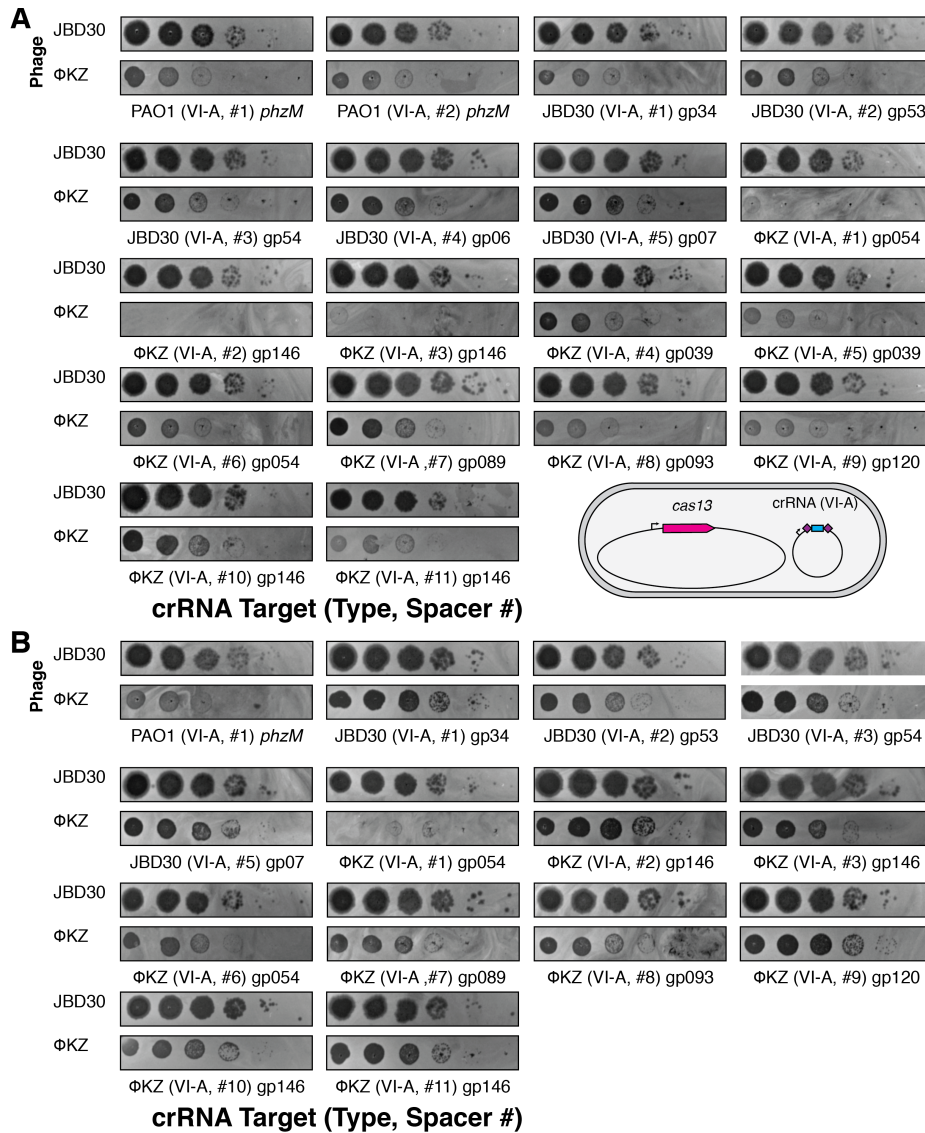 A
Phage
JBD30
ΦKZ
PAO1 (VI-A, #1) phzM
PAO1 (VI-A, #2) phzM
JBD30 (VI-A, #1) gp34
JBD30 (VI-A, #2) gp53
JBD30
ΦKZ
JBD30 (VI-A, #3) gp54
JBD30 (VI-A, #4) gp06
JBD30 (VI-A, #5) gp07
ΦKZ (VI-A, #1) gp054
JBD30
ΦKZ
ΦKZ (VI-A, #2) gp146
ΦKZ (VI-A, #3) gp146
ΦKZ (VI-A, #4) gp039
ΦKZ (VI-A, #5) gp039
JBD30
ΦKZ
ΦKZ (VI-A, #6) gp054
ΦKZ (VI-A ,#7) gp089
ΦKZ (VI-A, #8) gp093
ΦKZ (VI-A, #9) gp120
JBD30
ΦKZ
ΦKZ (VI-A, #10) gp146
ΦKZ (VI-A, #11) gp146
cas13
crRNA (VI-A)
crRNA Target (Type, Spacer #)
B
Phage
JBD30
ΦKZ
PAO1 (VI-A, #1) phzM
JBD30 (VI-A, #1) gp34
JBD30 (VI-A, #2) gp53
JBD30 (VI-A, #3) gp54
JBD30
ΦKZ
JBD30 (VI-A, #5) gp07
ΦKZ (VI-A, #1) gp054
ΦKZ (VI-A, #2) gp146
ΦKZ (VI-A, #3) gp146
JBD30
ΦKZ
ΦKZ (VI-A, #6) gp054
ΦKZ (VI-A ,#7) gp089
ΦKZ (VI-A, #8) gp093
ΦKZ (VI-A, #9) gp120
JBD30
ΦKZ
ΦKZ (VI-A, #10) gp146
ΦKZ (VI-A, #11) gp146
crRNA Target (Type, Spacer #)